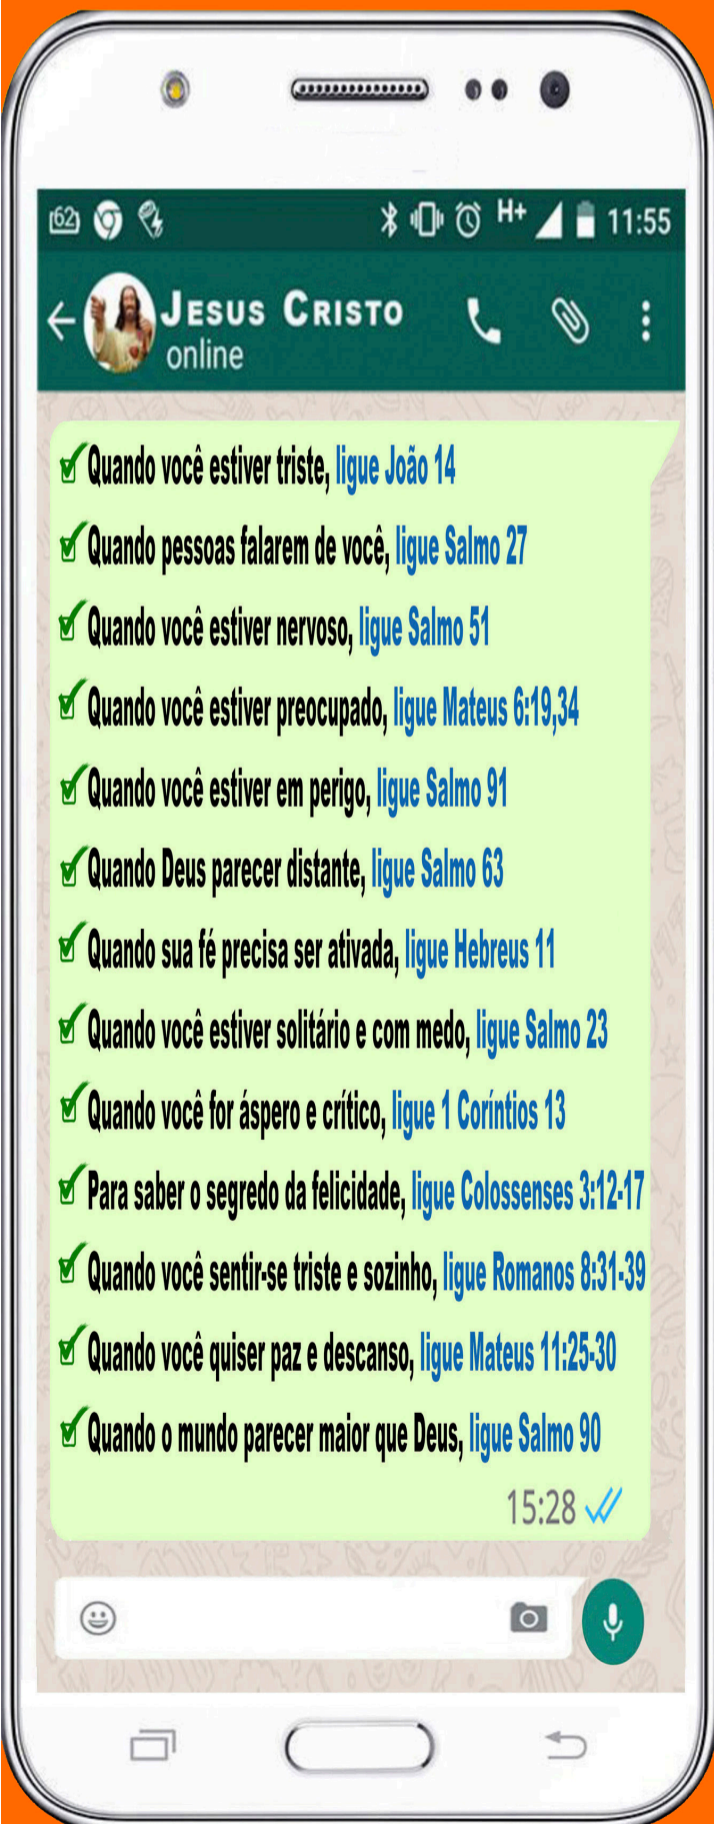 62 H+ 11:55
JESUS CRISTO
online
Quando você estiver triste, ligue João 14
Quando pessoas falarem de você, ligue Salmo 27
Quando você estiver nervoso, ligue Salmo 51
Quando você estiver preocupado, ligue Mateus 6:19,34
Quando você estiver em perigo, ligue Salmo 91
Quando Deus parecer distante, ligue Salmo 63
Quando sua fé precisa ser ativada, ligue Hebreus 11
Quando você estiver solitário e com medo, ligue Salmo 23
Quando você for áspero e crítico, ligue 1 Coríntios 13
Para saber o segredo da felicidade, ligue Colossenses 3:12-17
Quando você sentir-se triste e sozinho, ligue Romanos 8:31-39
Quando você quiser paz e descanso, ligue Mateus 11:25-30
Quando o mundo parecer maior que Deus, ligue Salmo 90
15:28